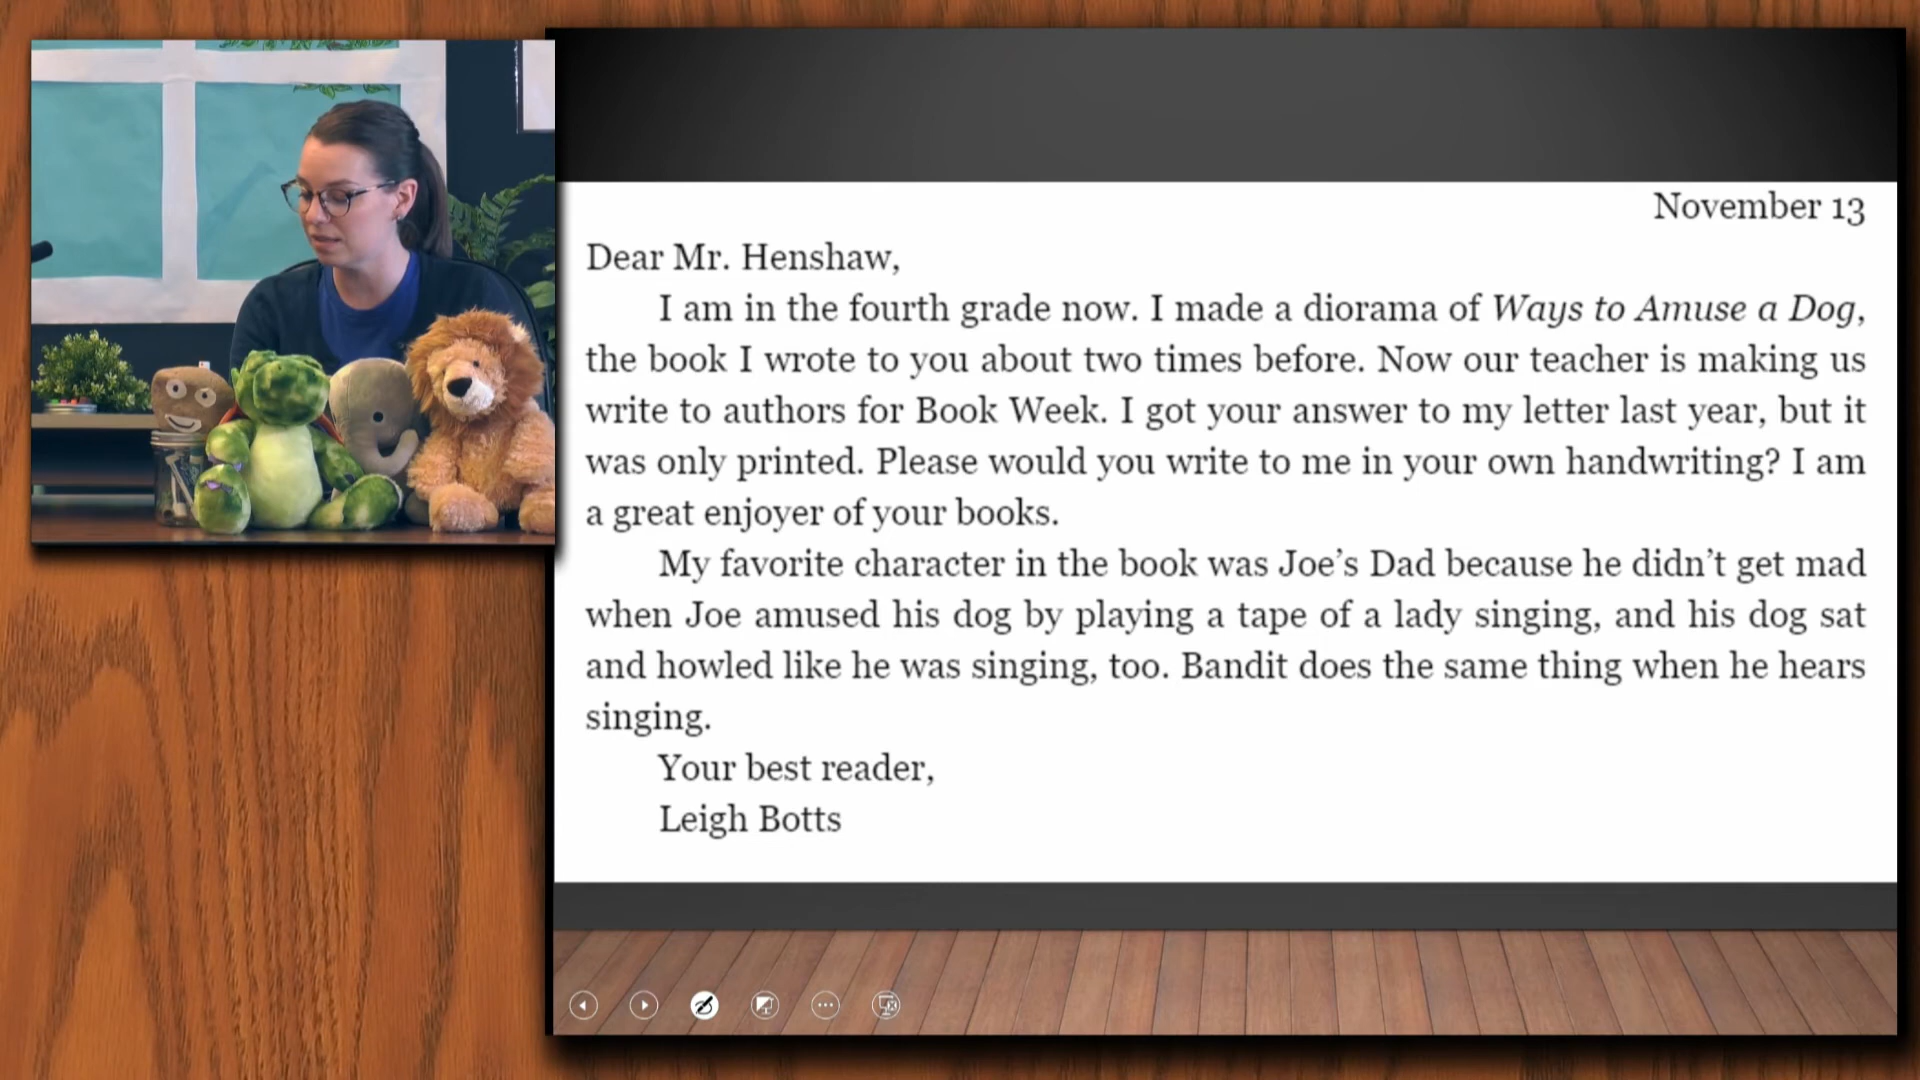 November 13
Dear Mr. Henshaw,
I am in the fourth grade now. I made a diorama of Ways to Amuse a Dog,
the book I wrote to you about two times before. Now our teacher is making us
write to authors for Book Week. I got your answer to my letter last year, but it
was only printed. Please would you write to me in your own handwriting? I am
a great enjoyer of your books.
My favorite character in the book was Joe’s Dad because he didn’t get mad
when Joe amused his dog by playing a tape of a lady singing, and his dog sat
and howled like he was singing, too. Bandit does the same thing when he hears
singing.
Your best reader,
Leigh Botts